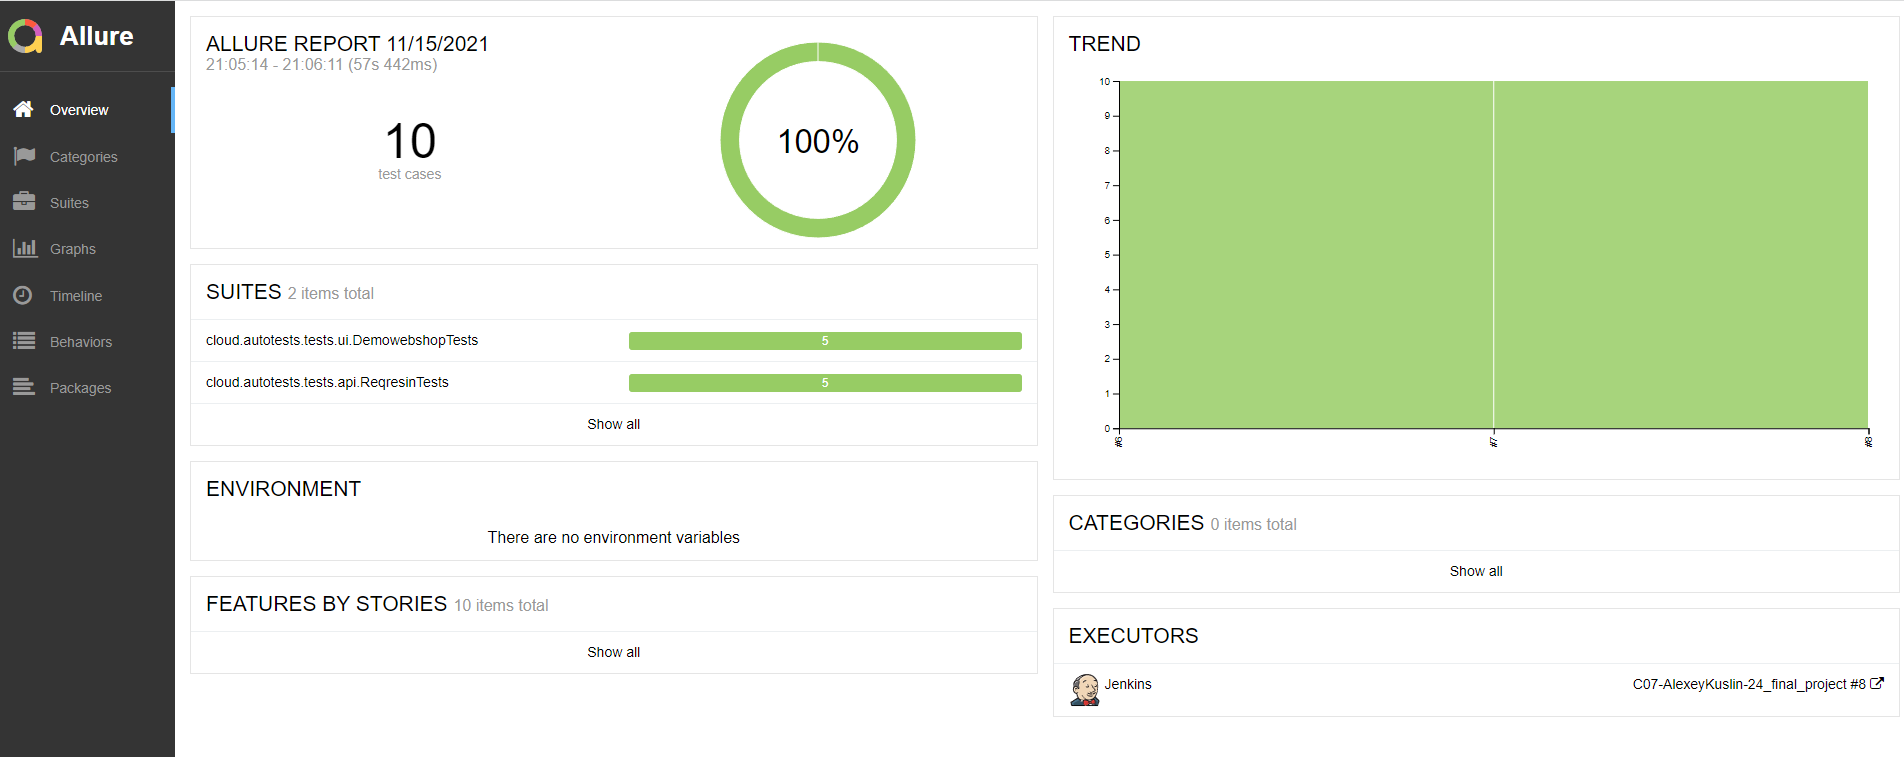 Allure
Overview
Categories
Suites
Graphs
Timeline
Behaviors
Packages
ALLURE REPORT 11/15/2021
21:05:14 - 21:06:11 (57s 442ms)
10
test cases
100%
SUITES 2 items total
cloud.autotests.tests.ui.DemowebshopTests 5
cloud.autotests.tests.api.ReqresinTests 5
Show all
ENVIRONMENT
There are no environment variables
FEATURES BY STORIES 10 items total
Show all
TREND
10
9
8
7
6
5
4
3
2
1
0
#6 #7 #8
CATEGORIES 0 items total
Show all
EXECUTORS
Jenkins C07-AlexeyKuslin-24_final_project #8